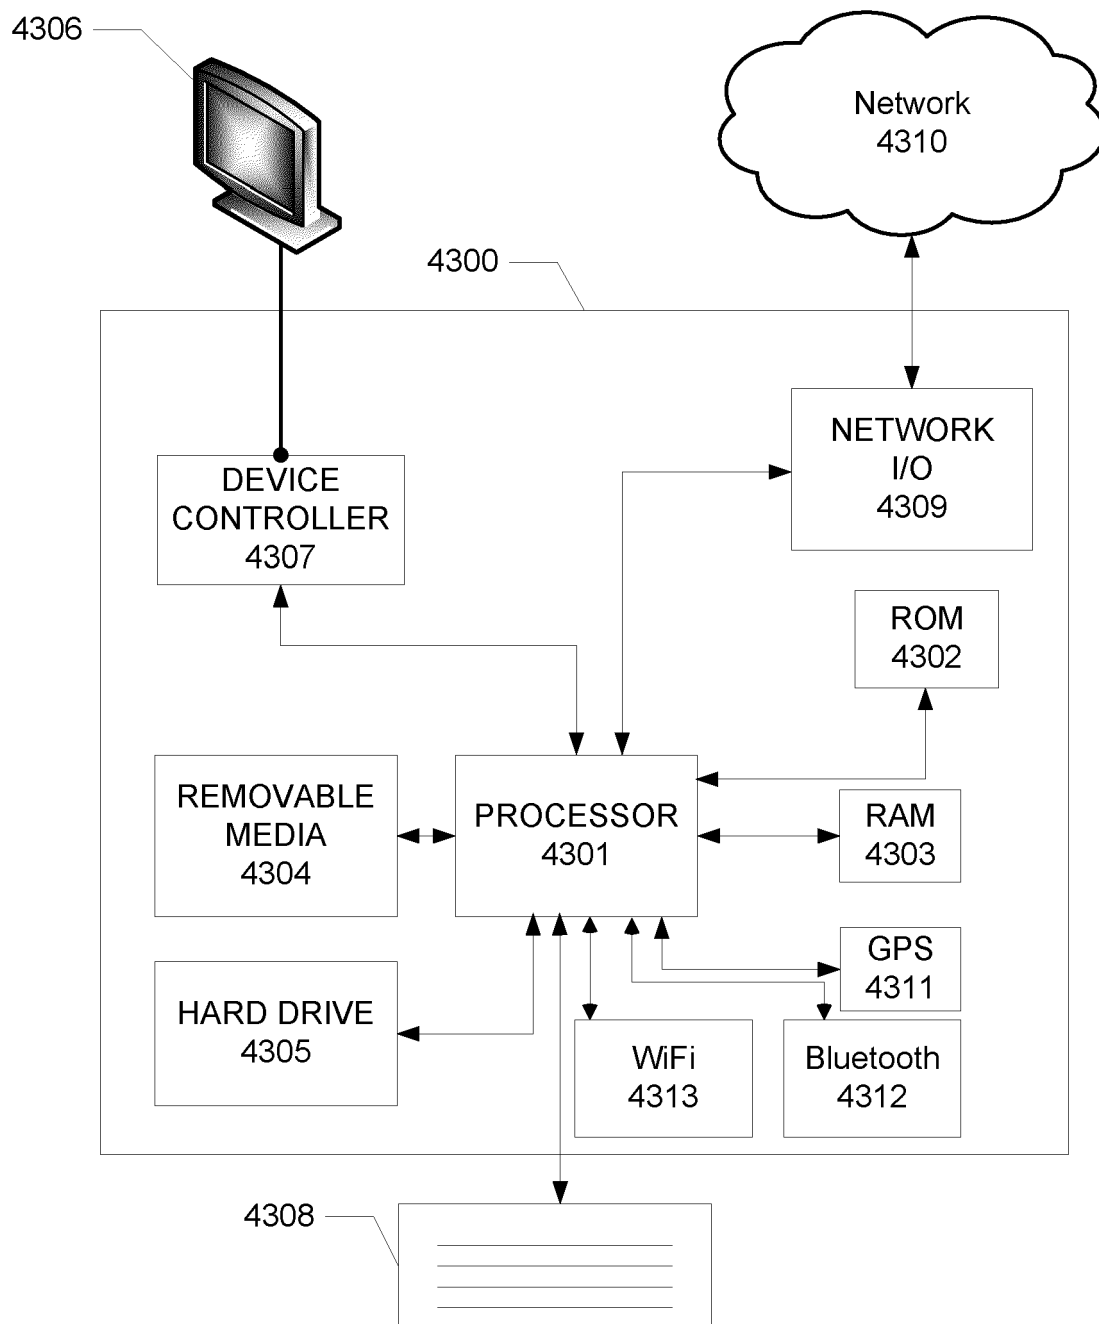 4306
Network
4310
4300
NETWORK
I/O
4309
DEVICE
CONTROLLER
4307
ROM
4302
REMOVABLE
MEDIA
4304
PROCESSOR
4301
RAM
4303
GPS
4311
HARD DRIVE
4305
WiFi
4313
Bluetooth
4312
4308